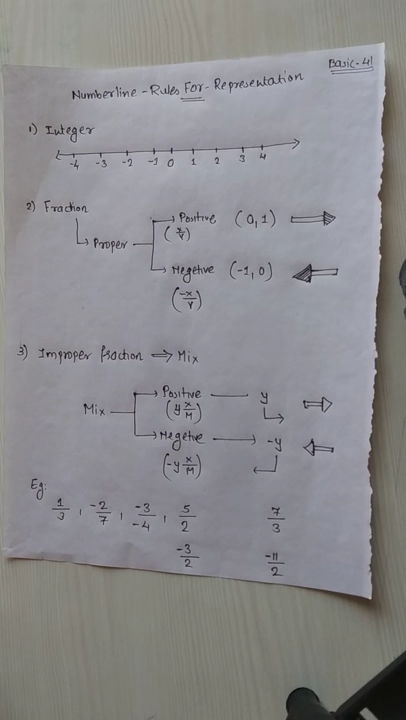 Basic-41
Numberline - Rules For - Representation
1) Integer
-4 -3 -2 -1 0 1 2 3 4
2) Fraction
Proper
Positive (0,1)
(x/y)
Negetive (-1,0)
(-x/y)
3) Improper fraction ⇒ Mix
Mix
Positive y
(y x/M)
Negetive -y
(-y x/M)
Eg:
1/3 , -2/7 , -3/-4 , 5/2 7/3
-3/2 -11/2